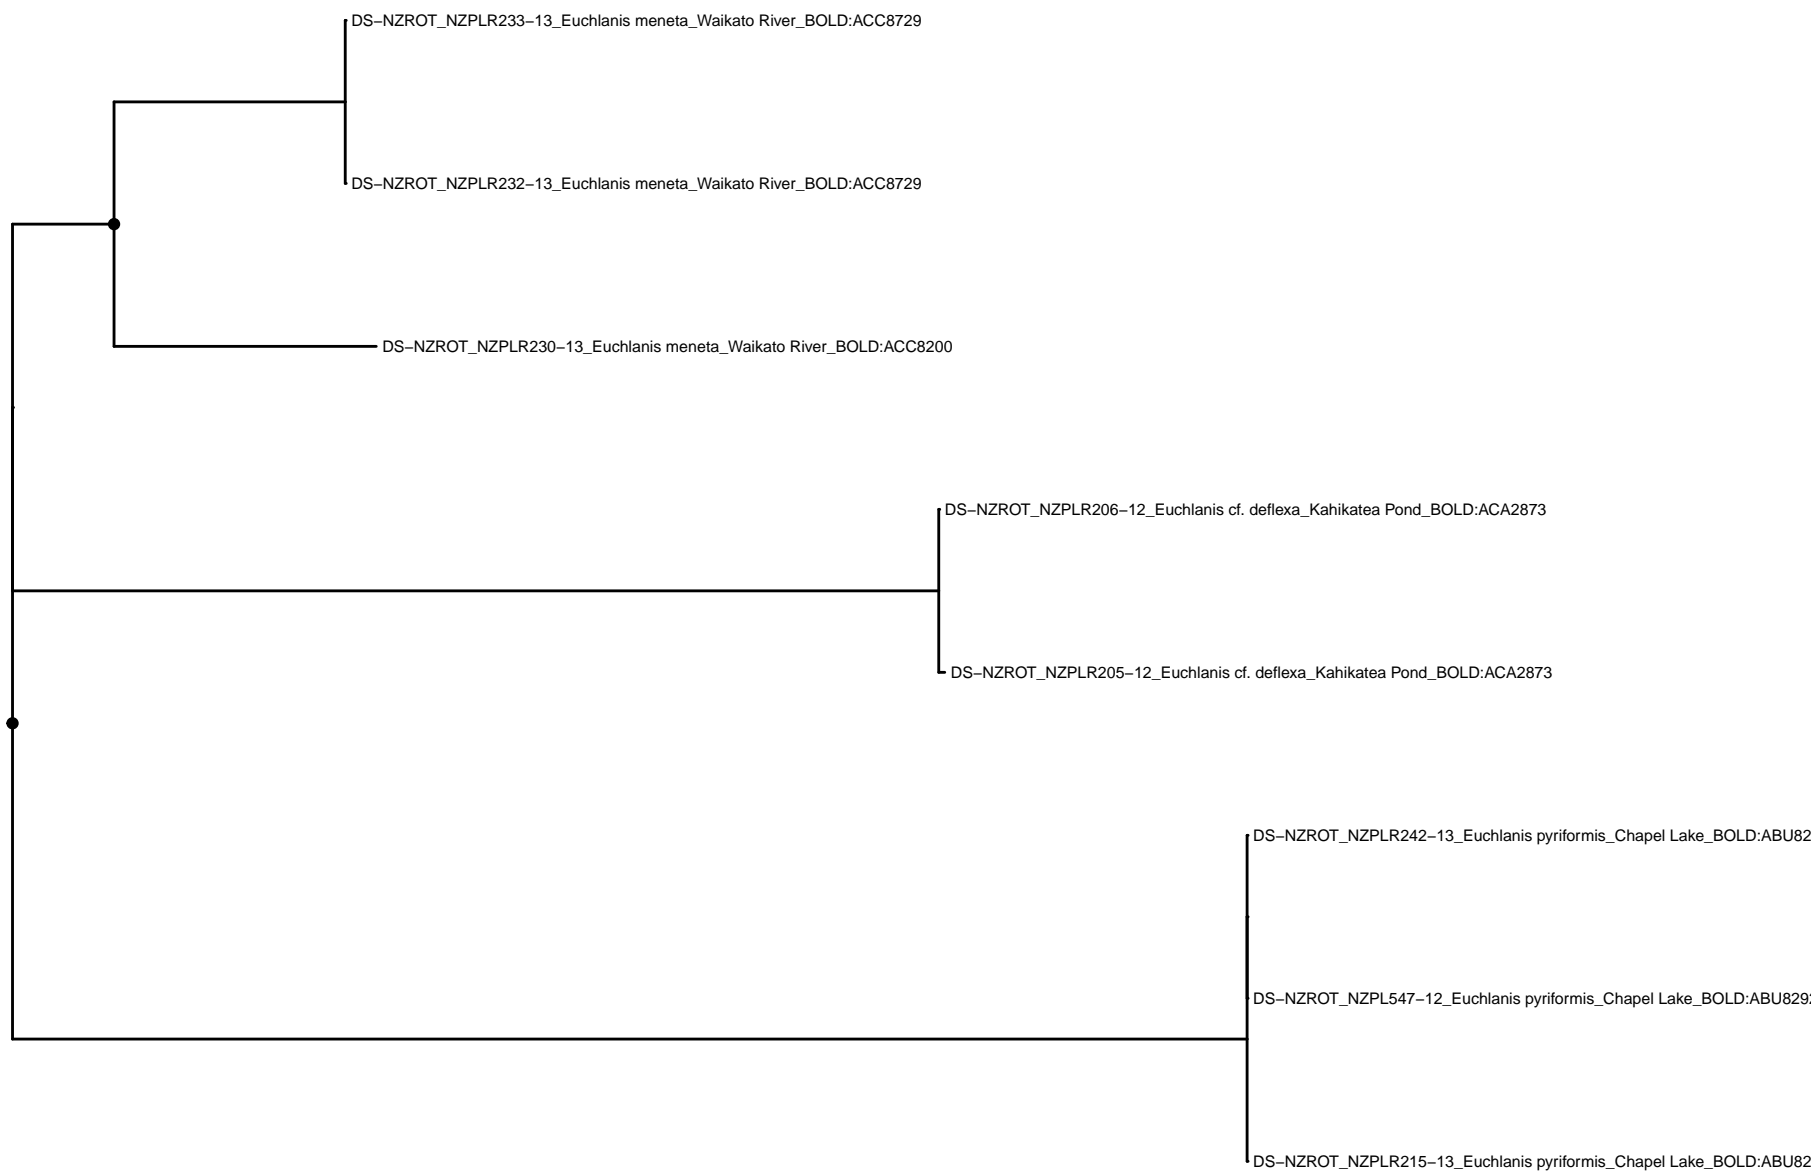 DS−NZROT_NZPLR233−13_Euchlanis meneta_Waikato River_BOLD:ACC8729
DS−NZROT_NZPLR232−13_Euchlanis meneta_Waikato River_BOLD:ACC8729
DS−NZROT_NZPLR230−13_Euchlanis meneta_Waikato River_BOLD:ACC8200
DS−NZROT_NZPLR206−12_Euchlanis cf. deflexa_Kahikatea Pond_BOLD:ACA2873
DS−NZROT_NZPLR205−12_Euchlanis cf. deflexa_Kahikatea Pond_BOLD:ACA2873
DS−NZROT_NZPLR242−13_Euchlanis pyriformis_Chapel Lake_BOLD:ABU82
DS−NZROT_NZPL547−12_Euchlanis pyriformis_Chapel Lake_BOLD:ABU829
DS−NZROT_NZPLR215−13_Euchlanis pyriformis_Chapel Lake_BOLD:ABU82